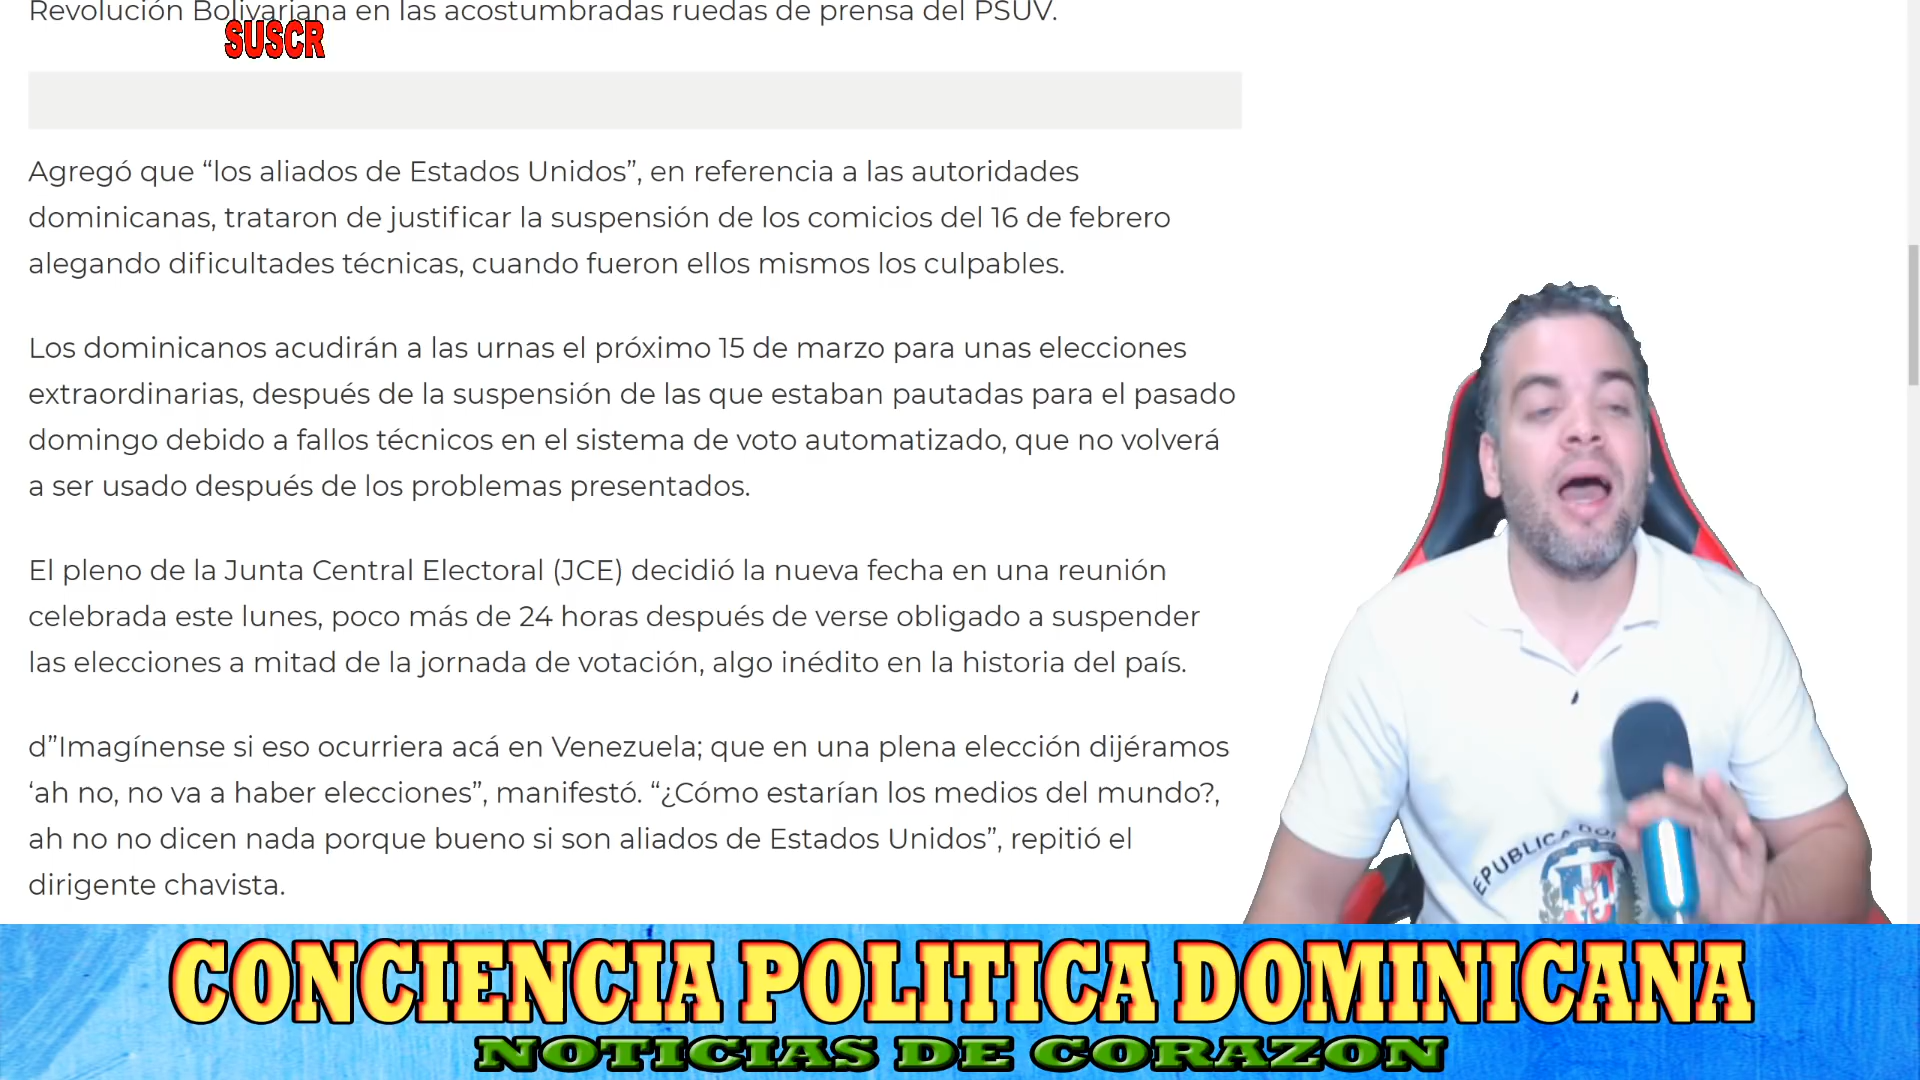 Revolución Bolivariana en las acostumbradas ruedas de prensa del PSUV.
SUSCR
Agregó que “los aliados de Estados Unidos”, en referencia a las autoridades
dominicanas, trataron de justificar la suspensión de los comicios del 16 de febrero
alegando dificultades técnicas, cuando fueron ellos mismos los culpables.
Los dominicanos acudirán a las urnas el próximo 15 de marzo para unas elecciones
extraordinarias, después de la suspensión de las que estaban pautadas para el pasado
domingo debido a fallos técnicos en el sistema de voto automatizado, que no volverá
a ser usado después de los problemas presentados.
El pleno de la Junta Central Electoral (JCE) decidió la nueva fecha en una reunión
celebrada este lunes, poco más de 24 horas después de verse obligado a suspender
las elecciones a mitad de la jornada de votación, algo inédito en la historia del país.
d”Imagínense si eso ocurriera acá en Venezuela; que en una plena elección dijéramos
‘ah no, no va a haber elecciones”, manifestó. “¿Cómo estarían los medios del mundo?,
ah no no dicen nada porque bueno si son aliados de Estados Unidos”, repitió el
dirigente chavista.
EPUBLICA DO
CONCIENCIA POLITICA DOMINICANA
NOTICIAS DE CORAZON